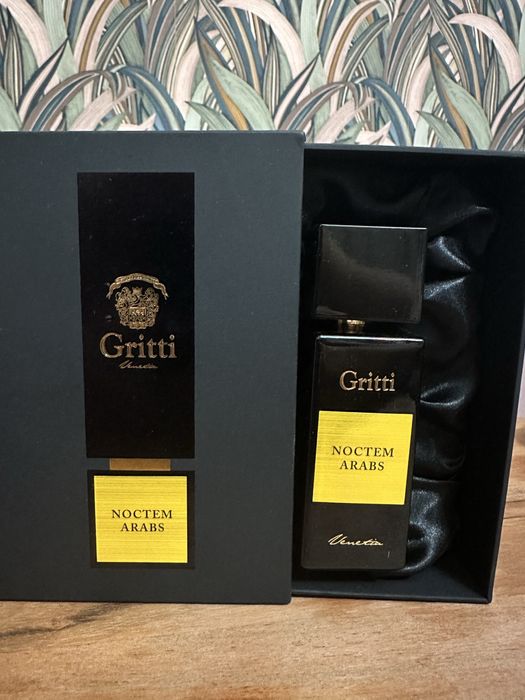 Gritti
Venetia
NOCTEM
ARABS
Gritti
NOCTEM
ARABS
Venetia